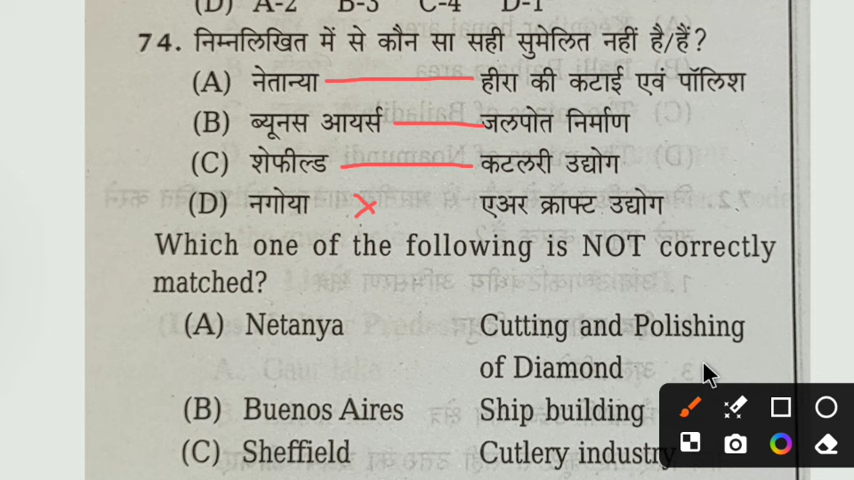 (D) A-2 B-3 C-4 D-1
74. निम्नलिखित में से कौन सा सही सुमेलित नहीं है/हैं?
(A) नेतान्या हीरा की कटाई एवं पॉलिश
(B) ब्यूनस आयर्स जलपोत निर्माण
(C) शेफील्ड कटलरी उद्योग
(D) नगोया एअर क्राफ्ट उद्योग
Which one of the following is NOT correctly
matched?
(A) Netanya Cutting and Polishing
of Diamond
(B) Buenos Aires Ship building
(C) Sheffield Cutlery industry